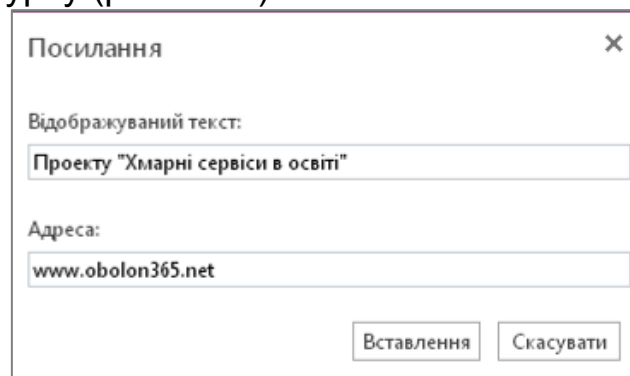 Посилання
Відображуваний текст:
Проекту "Хмарні сервіси в освіті"
Адреса:
www.obolon365.net
Вставлення Скасувати